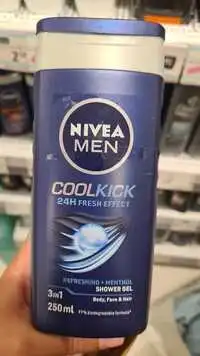 NIVEA
MEN
COOLKICK
24H FRESH EFFECT
REFRESHING + MENTHOL
SHOWER GEL
Body, Face & Hair
3in1
250 ml